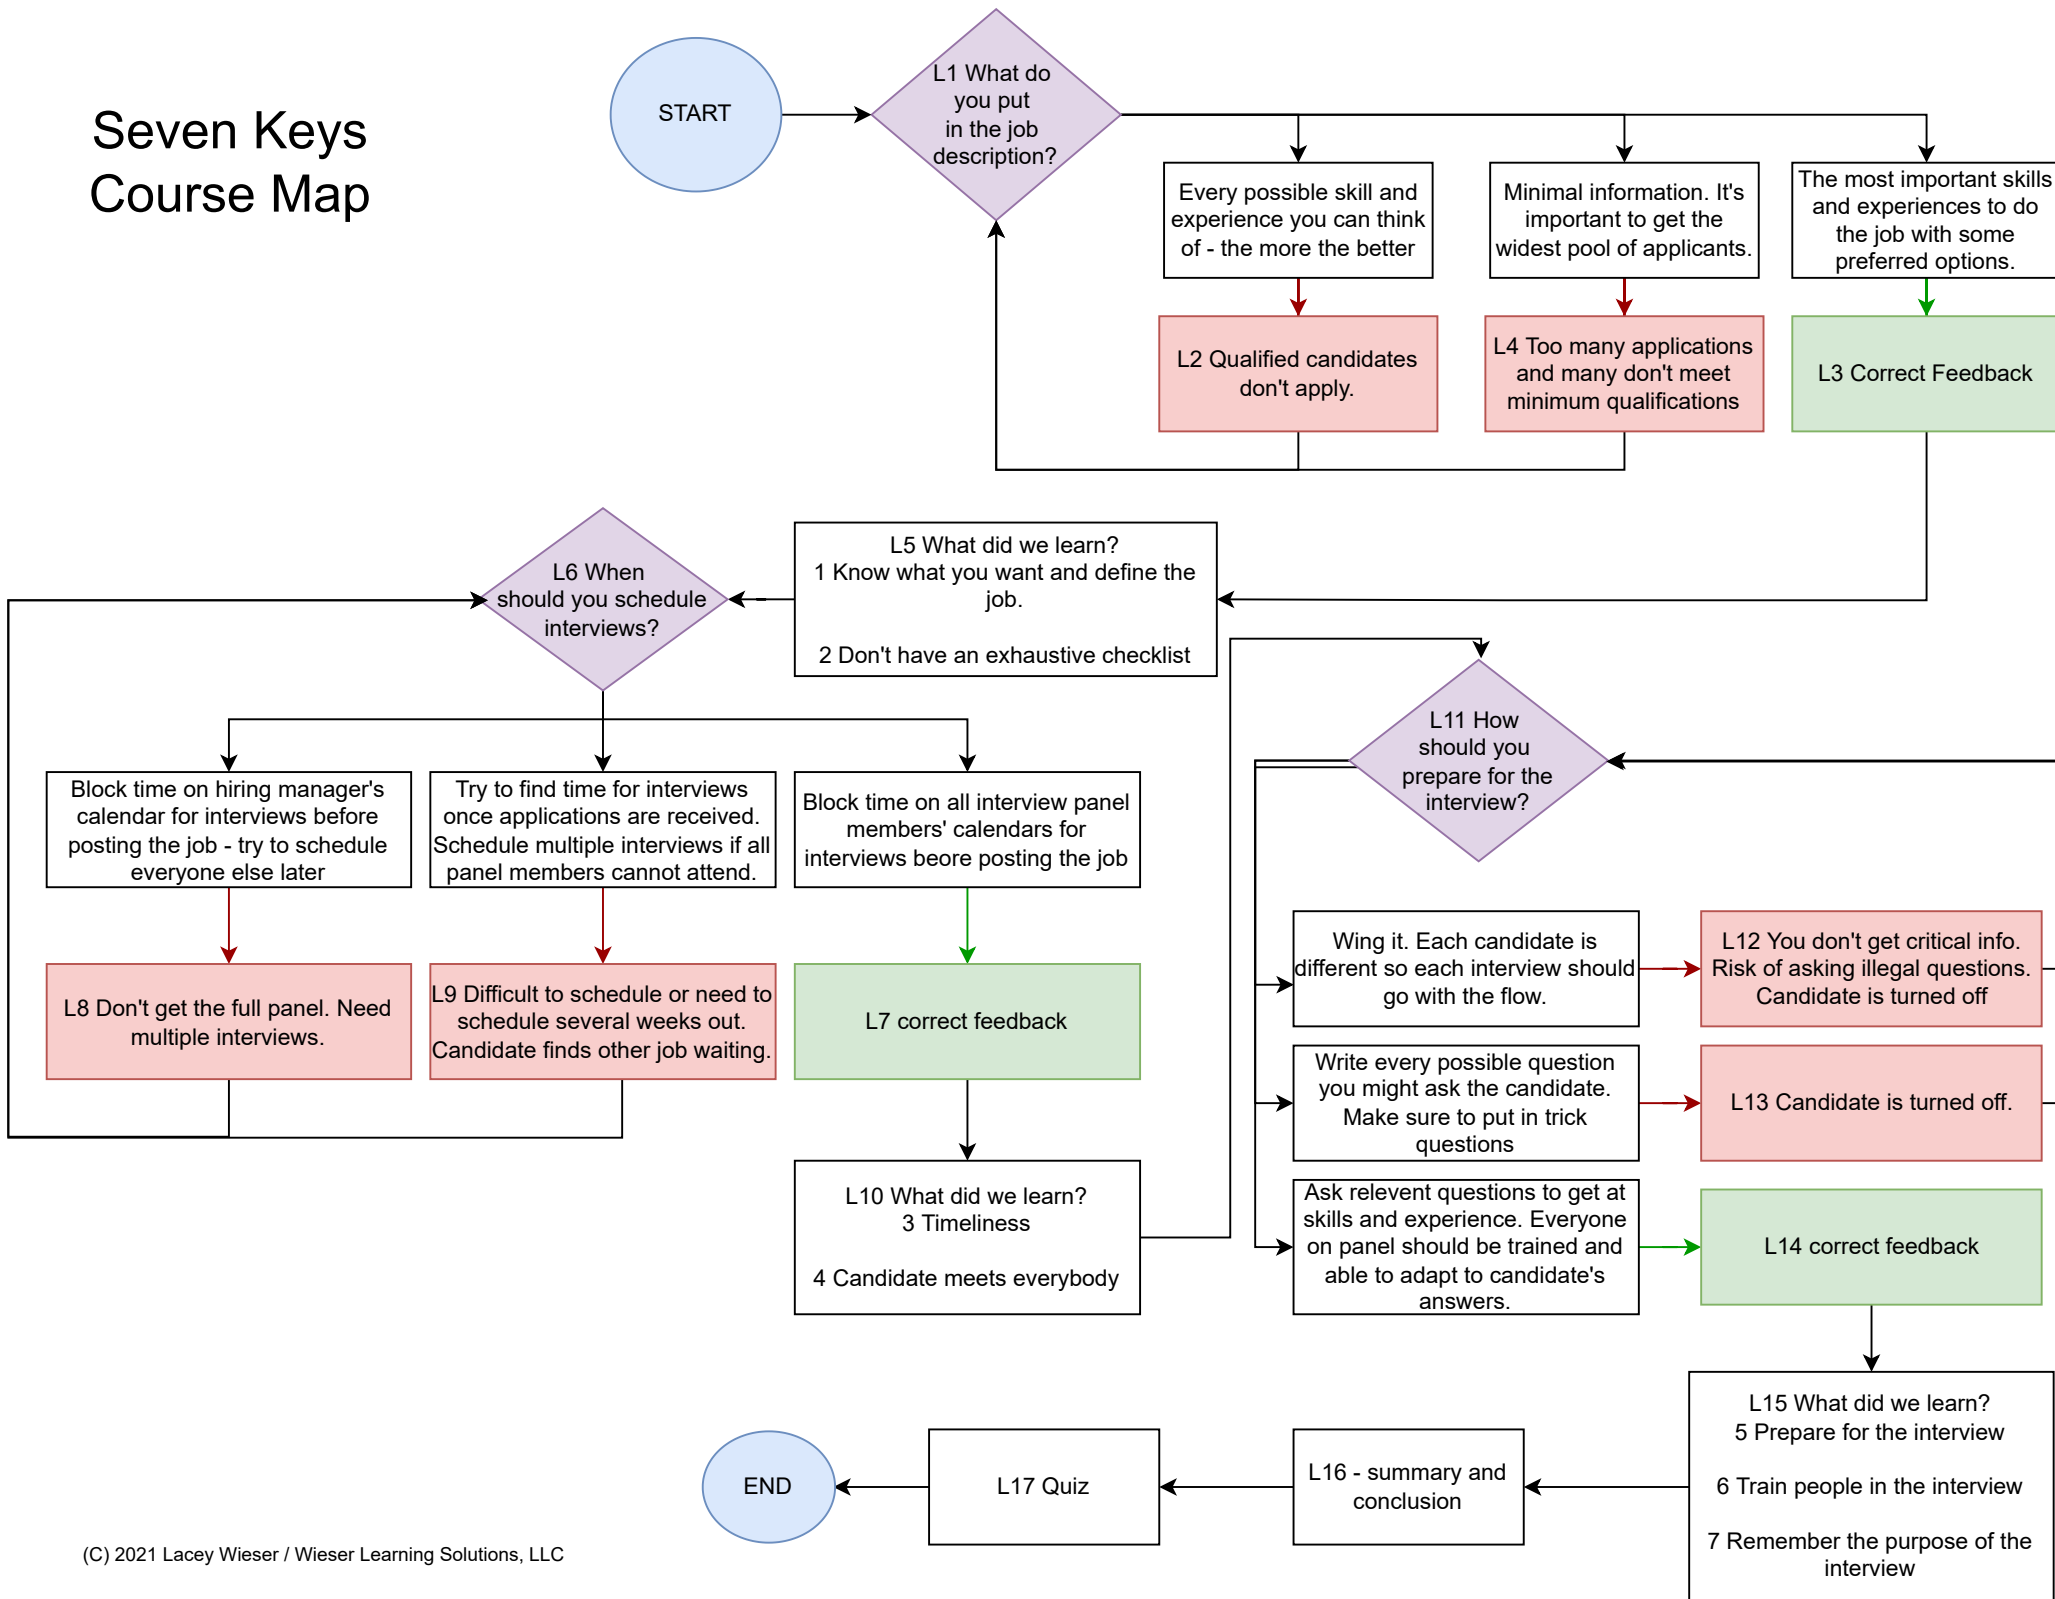 Seven Keys
Course Map
START
L1 What do
you put
in the job
description?
Every possible skill and
experience you can think
of - the more the better
Minimal information. It's
important to get the
widest pool of applicants.
The most important skills
and experiences to do
the job with some
preferred options.
L2 Qualified candidates
don't apply.
L4 Too many applications
and many don't meet
minimum qualifications
L3 Correct Feedback
L5 What did we learn?
1 Know what you want and define the
job.
2 Don't have an exhaustive checklist
L6 When
should you schedule
interviews?
Block time on hiring manager's
calendar for interviews before
posting the job - try to schedule
everyone else later
Try to find time for interviews
once applications are received.
Schedule multiple interviews if all
panel members cannot attend.
Block time on all interview panel
members' calendars for
interviews beore posting the job
L8 Don't get the full panel. Need
multiple interviews.
L9 Difficult to schedule or need to
schedule several weeks out.
Candidate finds other job waiting.
L7 correct feedback
L10 What did we learn?
3 Timeliness
4 Candidate meets everybody
L11 How
should you
prepare for the
interview?
Wing it. Each candidate is
different so each interview should
go with the flow.
L12 You don't get critical info.
Risk of asking illegal questions.
Candidate is turned off
Write every possible question
you might ask the candidate.
Make sure to put in trick
questions
L13 Candidate is turned off.
Ask relevent questions to get at
skills and experience. Everyone
on panel should be trained and
able to adapt to candidate's
answers.
L14 correct feedback
L15 What did we learn?
5 Prepare for the interview
6 Train people in the interview
7 Remember the purpose of the
interview
L16 - summary and
conclusion
L17 Quiz
END
(C) 2021 Lacey Wieser / Wieser Learning Solutions, LLC